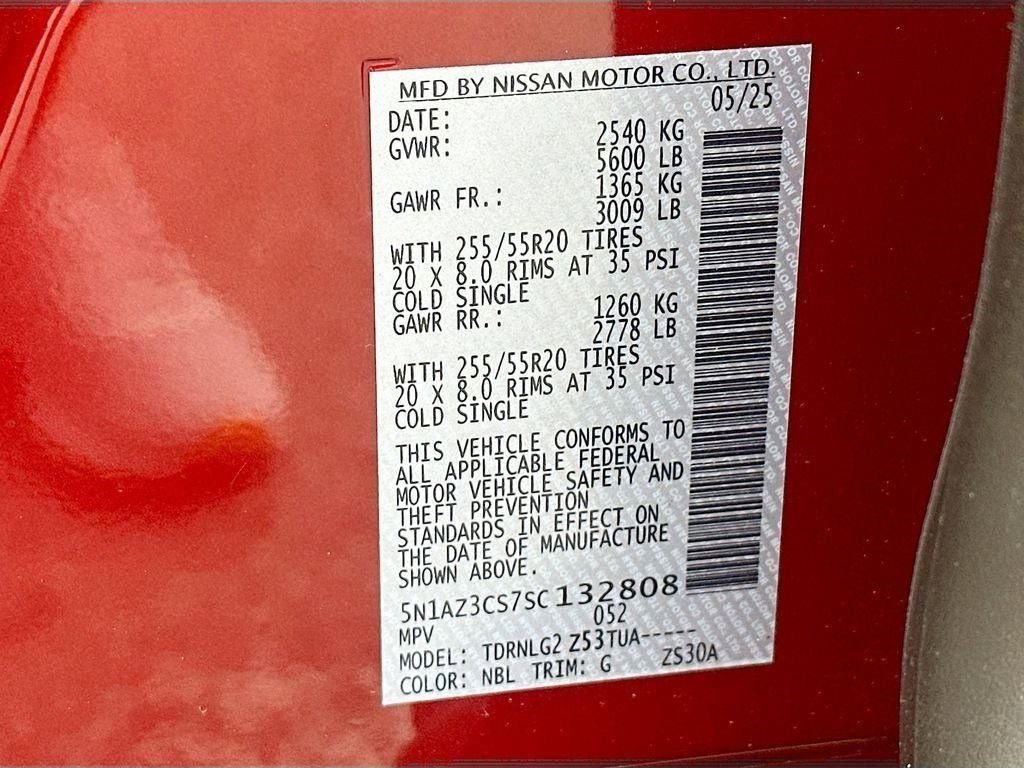 MFD BY NISSAN MOTOR CO., LTD.
DATE: 05/25
GVWR: 2540 KG
5600 LB
GAWR FR.: 1365 KG
3009 LB
WITH 255/55R20 TIRES
20 X 8.0 RIMS AT 35 PSI
COLD SINGLE
GAWR RR.: 1260 KG
2778 LB
WITH 255/55R20 TIRES
20 X 8.0 RIMS AT 35 PSI
COLD SINGLE
THIS VEHICLE CONFORMS TO
ALL APPLICABLE FEDERAL
MOTOR VEHICLE SAFETY AND
THEFT PREVENTION
STANDARDS IN EFFECT ON
THE DATE OF MANUFACTURE
SHOWN ABOVE.
5N1AZ3CS7SC132808
052
MPV
MODEL: TDRNLG2 Z53TUA-----
COLOR: NBL TRIM: G ZS30A